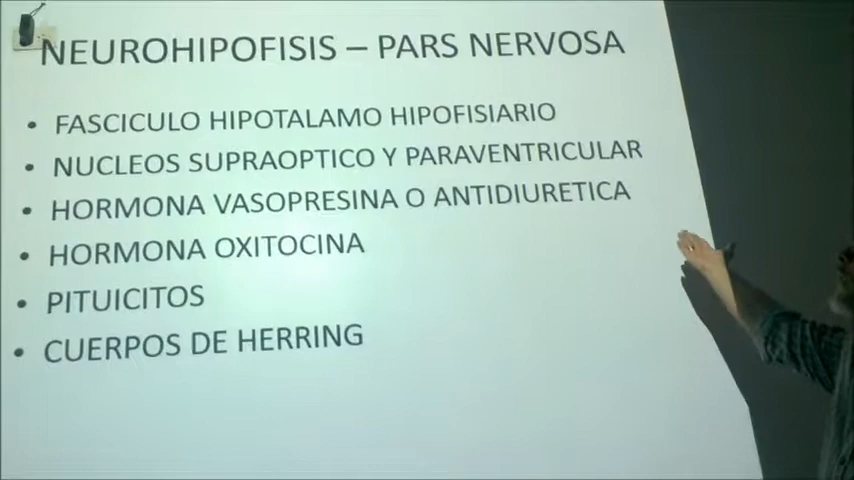 NEUROHIPOFISIS – PARS NERVOSA
• FASCICULO HIPOTALAMO HIPOFISIARIO
• NUCLEOS SUPRAOPTICO Y PARAVENTRICULAR
• HORMONA VASOPRESINA O ANTIDIURETICA
• HORMONA OXITOCINA
• PITUICITOS
• CUERPOS DE HERRING